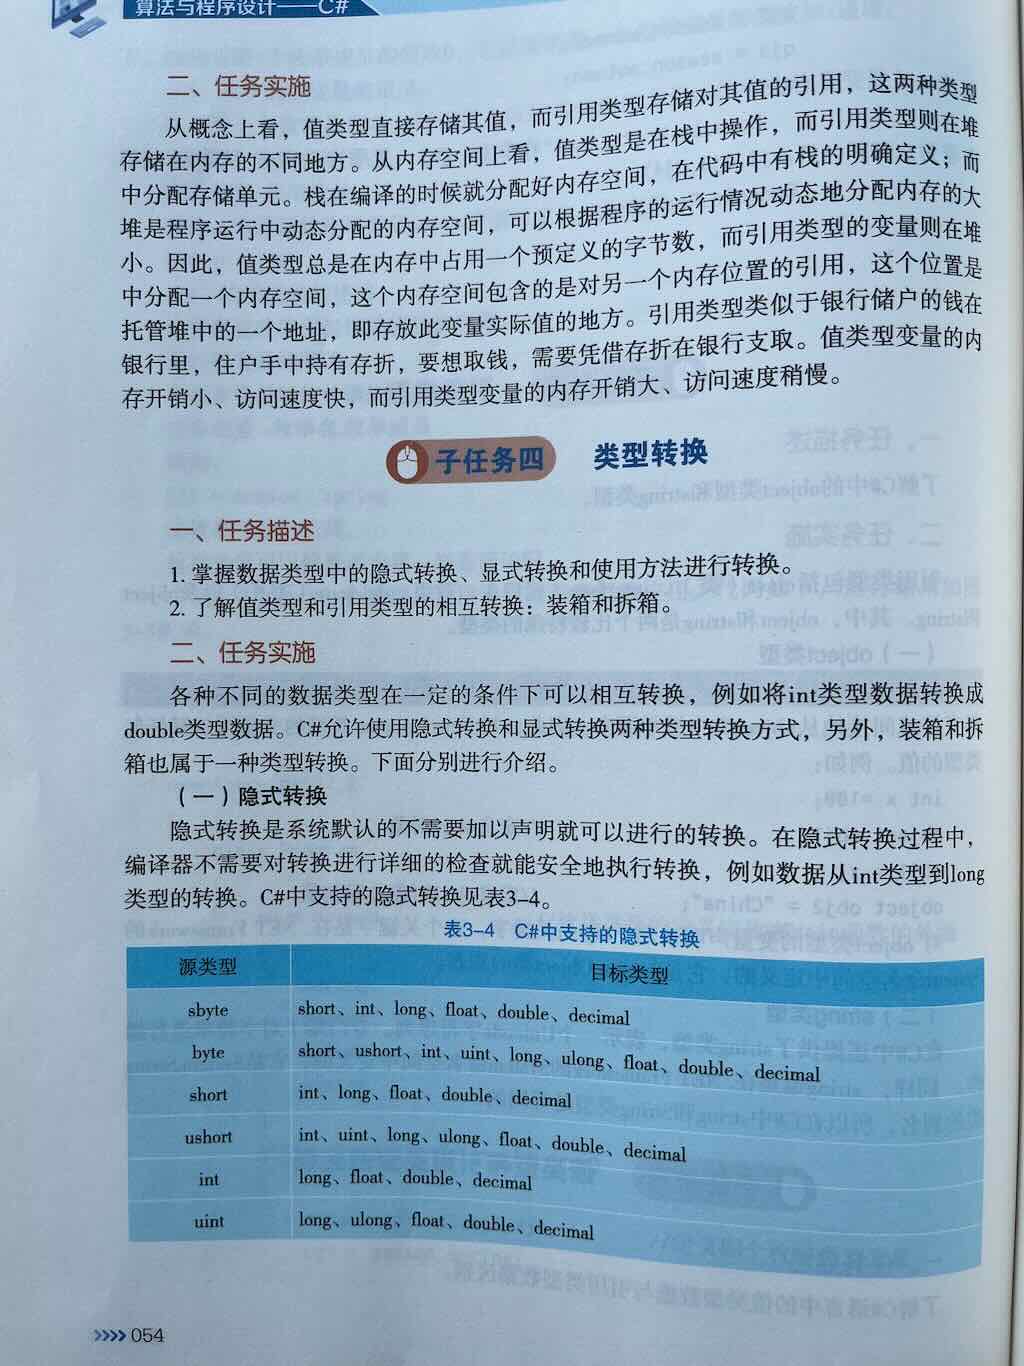 算法与程序设计——C#
二、任务实施
从概念上看，值类型直接存储其值，而引用类型存储对其值的引用，这两种类型
存储在内存的不同地方。从内存空间上看，值类型是在栈中操作，而引用类型则在堆
中分配存储单元。栈在编译的时候就分配好内存空间，在代码中有栈的明确定义；而
堆是程序运行中动态分配的内存空间，可以根据程序的运行情况动态地分配内存的大
小。因此，值类型总是在内存中占用一个预定义的字节数，而引用类型的变量则在堆
中分配一个内存空间，这个内存空间包含的是对另一个内存位置的引用，这个位置是
托管堆中的一个地址，即存放此变量实际值的地方。引用类型类似于银行储户的钱在
银行里，住户手中持有存折，要想取钱，需要凭借存折在银行支取。值类型变量的内
存开销小、访问速度快，而引用类型变量的内存开销大、访问速度稍慢。
子任务四 类型转换
一、任务描述
1. 掌握数据类型中的隐式转换、显式转换和使用方法进行转换。
2. 了解值类型和引用类型的相互转换：装箱和拆箱。
二、任务实施
各种不同的数据类型在一定的条件下可以相互转换，例如将int类型数据转换成
double类型数据。C#允许使用隐式转换和显式转换两种类型转换方式，另外，装箱和拆
箱也属于一种类型转换。下面分别进行介绍。
（一）隐式转换
隐式转换是系统默认的不需要加以声明就可以进行的转换。在隐式转换过程中，
编译器不需要对转换进行详细的检查就能安全地执行转换，例如数据从int类型到long
类型的转换。C#中支持的隐式转换见表3-4。
表3-4 C#中支持的隐式转换
源类型 目标类型
sbyte short、int、long、float、double、decimal
byte short、ushort、int、uint、long、ulong、float、double、decimal
short int、long、float、double、decimal
ushort int、uint、long、ulong、float、double、decimal
int long、float、double、decimal
uint long、ulong、float、double、decimal
>>>> 054